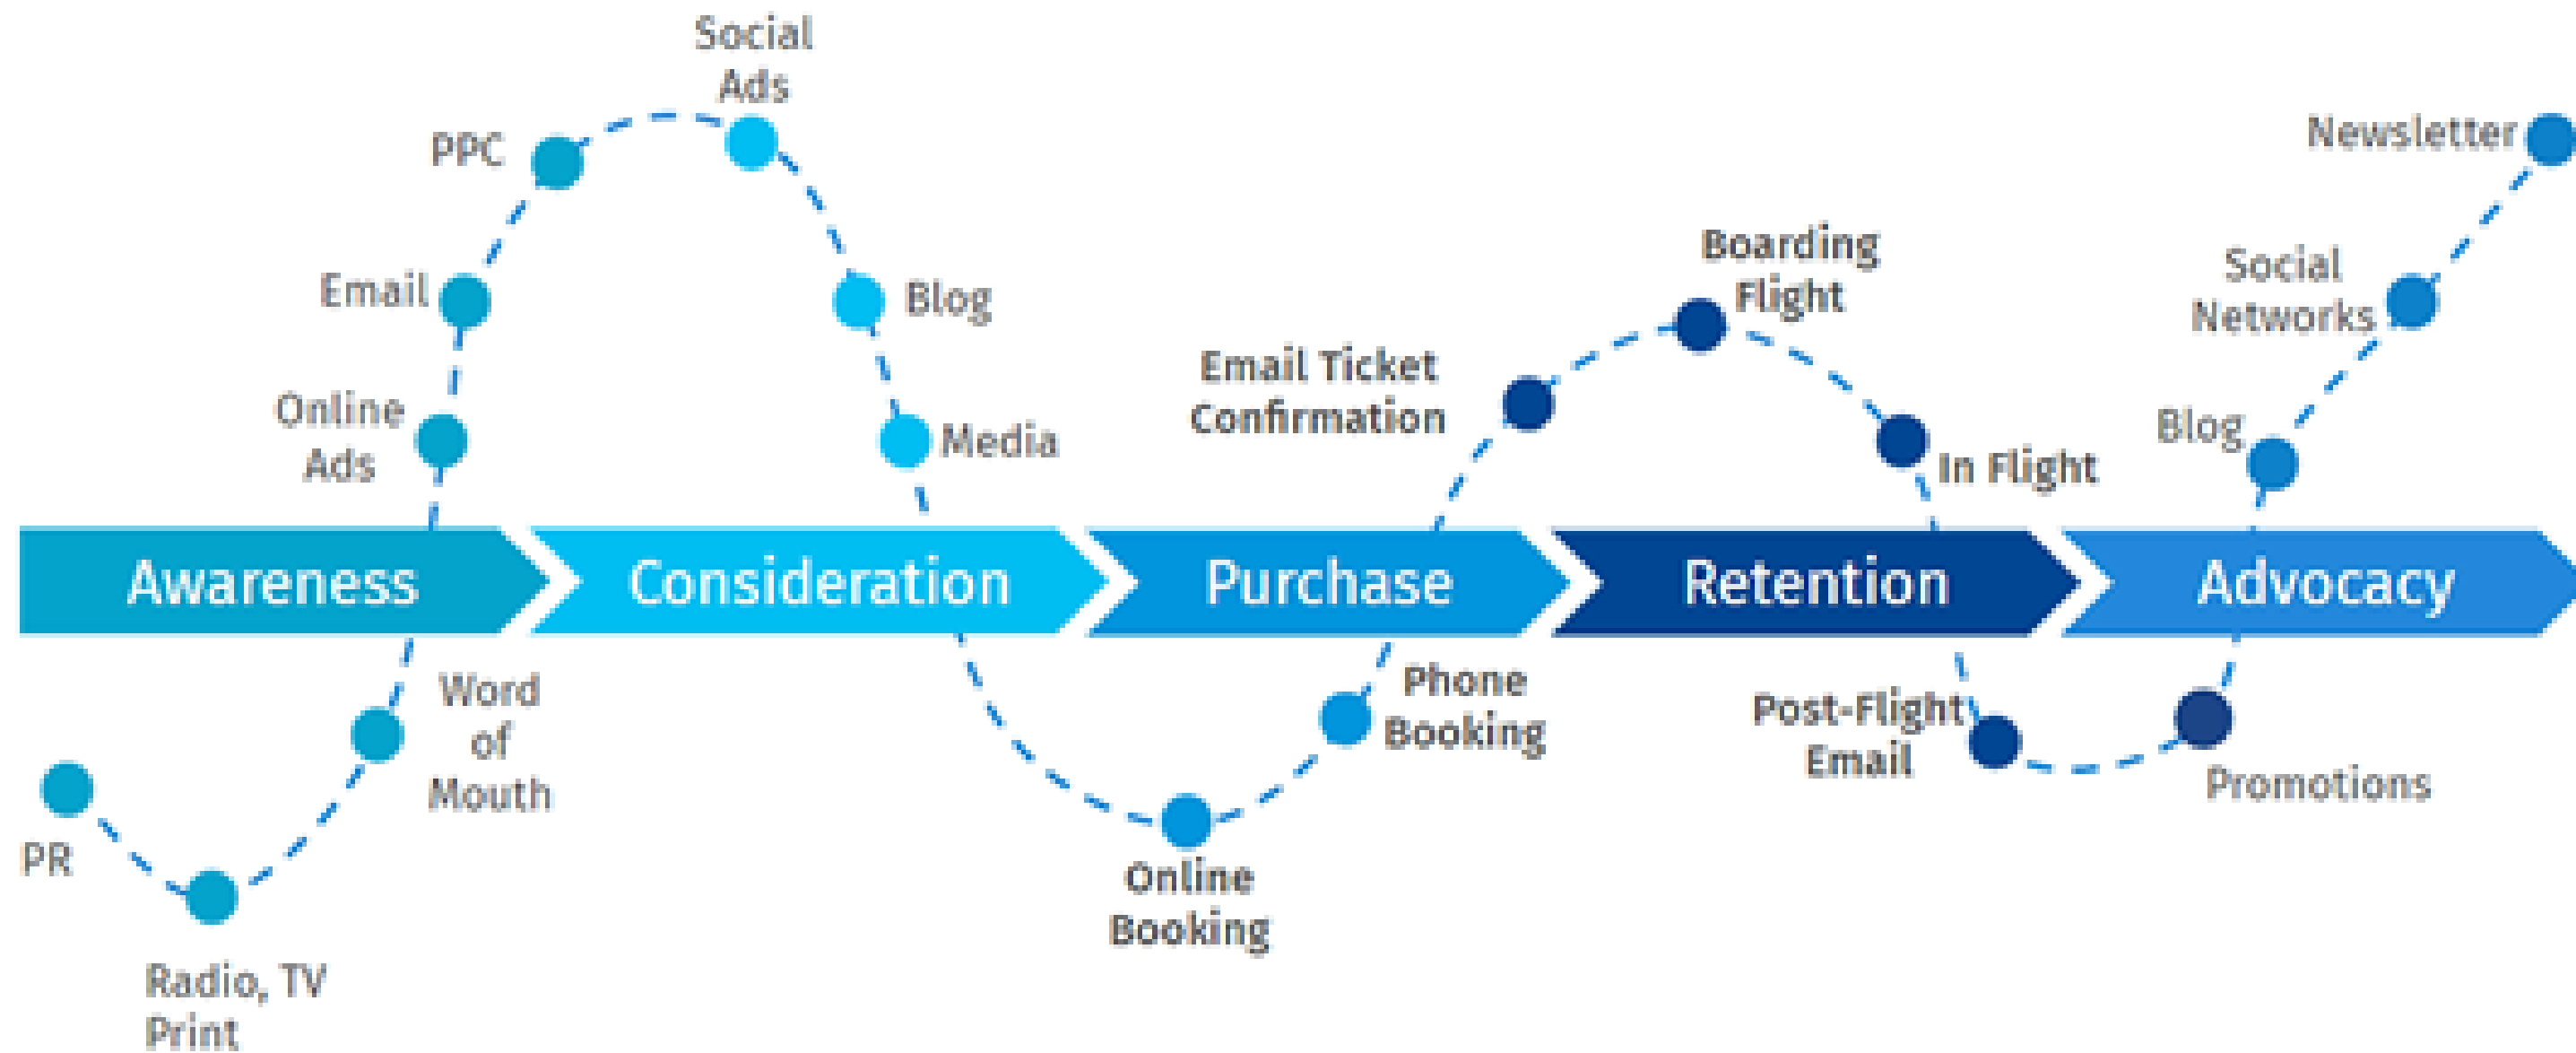 Social
Ads
PPC
Email
Online
Ads
Blog
Media
Email Ticket
Confirmation
Boarding
Flight
In Flight
Newsletter
Social
Networks
Blog
Awareness
Consideration
Purchase
Retention
Advocacy
PR
Radio, TV
Print
Word
of
Mouth
Online
Booking
Phone
Booking
Post-Flight
Email
Promotions